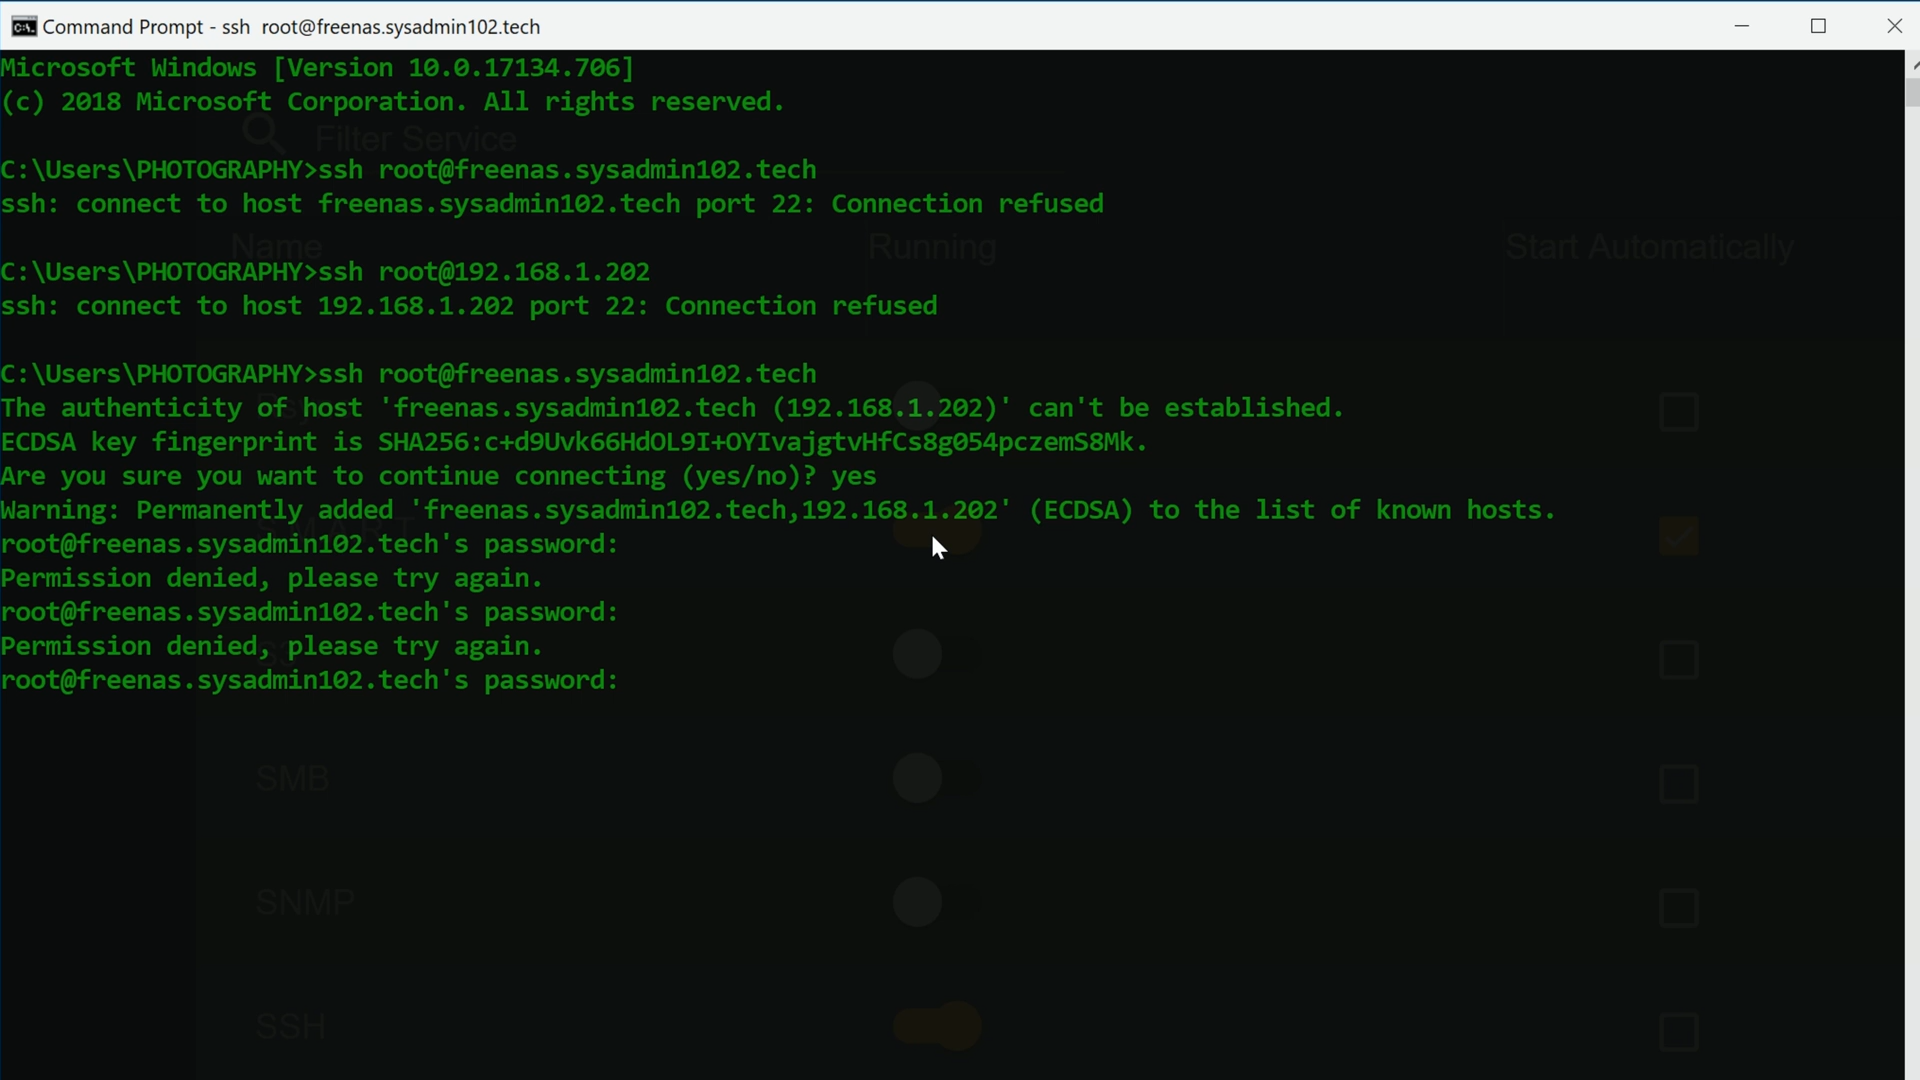 Command Prompt - ssh  root@freenas.sysadmin102.tech
Microsoft Windows [Version 10.0.17134.706]
(c) 2018 Microsoft Corporation. All rights reserved.
Filter Service
C:\Users\PHOTOGRAPHY>ssh root@freenas.sysadmin102.tech
ssh: connect to host freenas.sysadmin102.tech port 22: Connection refused
Name Running Start Automatically
C:\Users\PHOTOGRAPHY>ssh root@192.168.1.202
ssh: connect to host 192.168.1.202 port 22: Connection refused
C:\Users\PHOTOGRAPHY>ssh root@freenas.sysadmin102.tech
The authenticity of host 'freenas.sysadmin102.tech (192.168.1.202)' can't be established.
ECDSA key fingerprint is SHA256:c+d9Uvk66HdOL9I+OYIvajgtvHfCs8g054pczemS8Mk.
Are you sure you want to continue connecting (yes/no)? yes
Warning: Permanently added 'freenas.sysadmin102.tech,192.168.1.202' (ECDSA) to the list of known hosts.
root@freenas.sysadmin102.tech's password:
Permission denied, please try again.
root@freenas.sysadmin102.tech's password:
Permission denied, please try again.
root@freenas.sysadmin102.tech's password:
SMB
SNMP
SSH